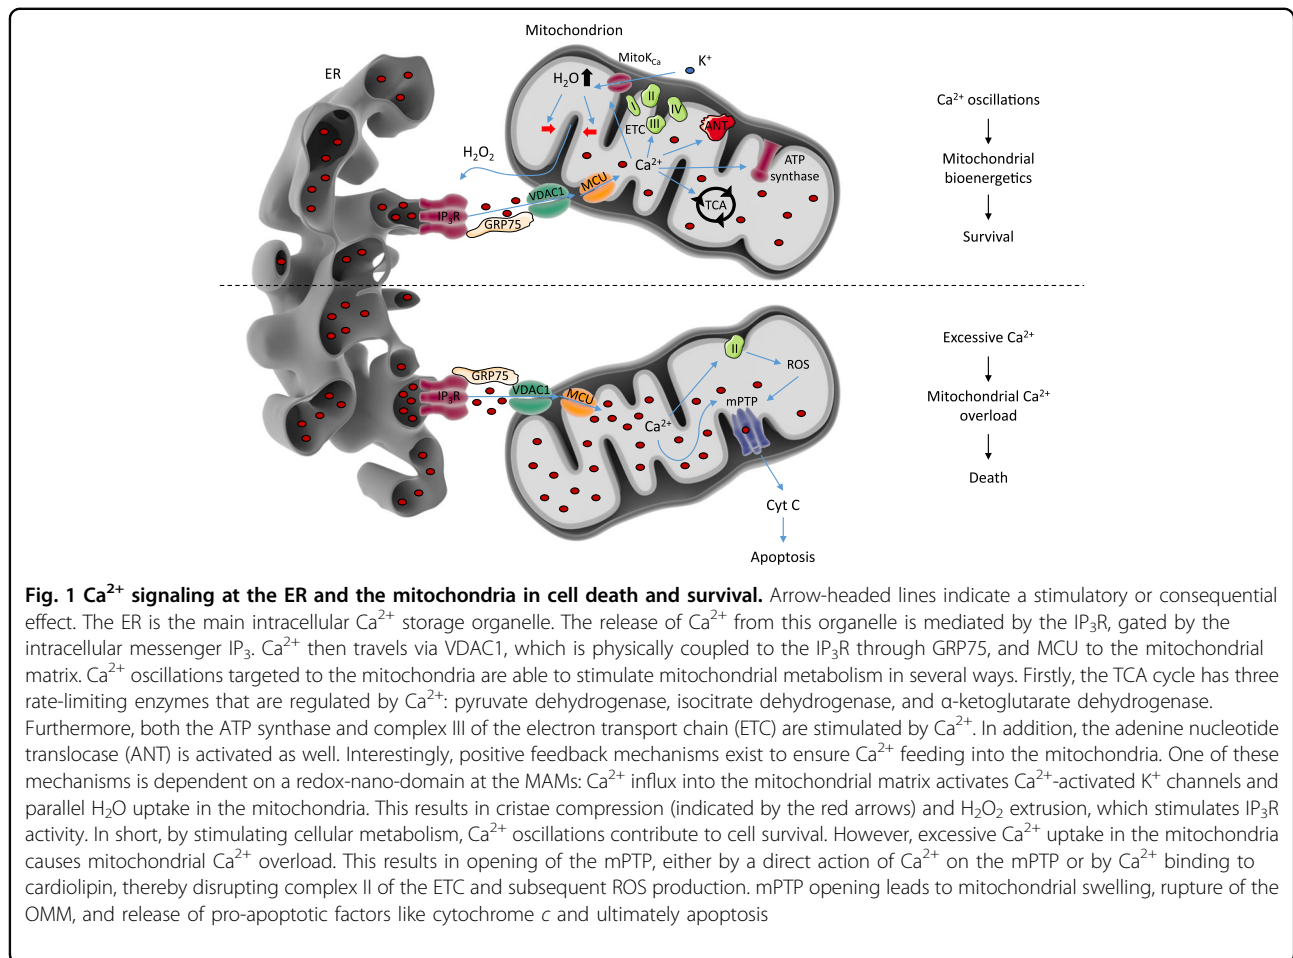 Mitochondrion
ER
MitoK_Ca
K⁺
H₂O
I
II
III
IV
ETC
ANT
H₂O₂
Ca²⁺
ATP
synthase
TCA
MCU
VDAC1
IP₃R
GRP75
Ca²⁺ oscillations
Mitochondrial
bioenergetics
Survival
GRP75
IP₃R
VDAC1
MCU
Ca²⁺
II
ROS
mPTP
Cyt C
Apoptosis
Excessive Ca²⁺
Mitochondrial Ca²⁺
overload
Death
Fig. 1 Ca²⁺ signaling at the ER and the mitochondria in cell death and survival. Arrow-headed lines indicate a stimulatory or consequential
effect. The ER is the main intracellular Ca²⁺ storage organelle. The release of Ca²⁺ from this organelle is mediated by the IP₃R, gated by the
intracellular messenger IP₃. Ca²⁺ then travels via VDAC1, which is physically coupled to the IP₃R through GRP75, and MCU to the mitochondrial
matrix. Ca²⁺ oscillations targeted to the mitochondria are able to stimulate mitochondrial metabolism in several ways. Firstly, the TCA cycle has three
rate-limiting enzymes that are regulated by Ca²⁺: pyruvate dehydrogenase, isocitrate dehydrogenase, and α-ketoglutarate dehydrogenase.
Furthermore, both the ATP synthase and complex III of the electron transport chain (ETC) are stimulated by Ca²⁺. In addition, the adenine nucleotide
translocase (ANT) is activated as well. Interestingly, positive feedback mechanisms exist to ensure Ca²⁺ feeding into the mitochondria. One of these
mechanisms is dependent on a redox-nano-domain at the MAMs: Ca²⁺ influx into the mitochondrial matrix activates Ca²⁺-activated K⁺ channels and
parallel H₂O uptake in the mitochondria. This results in cristae compression (indicated by the red arrows) and H₂O₂ extrusion, which stimulates IP₃R
activity. In short, by stimulating cellular metabolism, Ca²⁺ oscillations contribute to cell survival. However, excessive Ca²⁺ uptake in the mitochondria
causes mitochondrial Ca²⁺ overload. This results in opening of the mPTP, either by a direct action of Ca²⁺ on the mPTP or by Ca²⁺ binding to
cardiolipin, thereby disrupting complex II of the ETC and subsequent ROS production. mPTP opening leads to mitochondrial swelling, rupture of the
OMM, and release of pro-apoptotic factors like cytochrome c and ultimately apoptosis